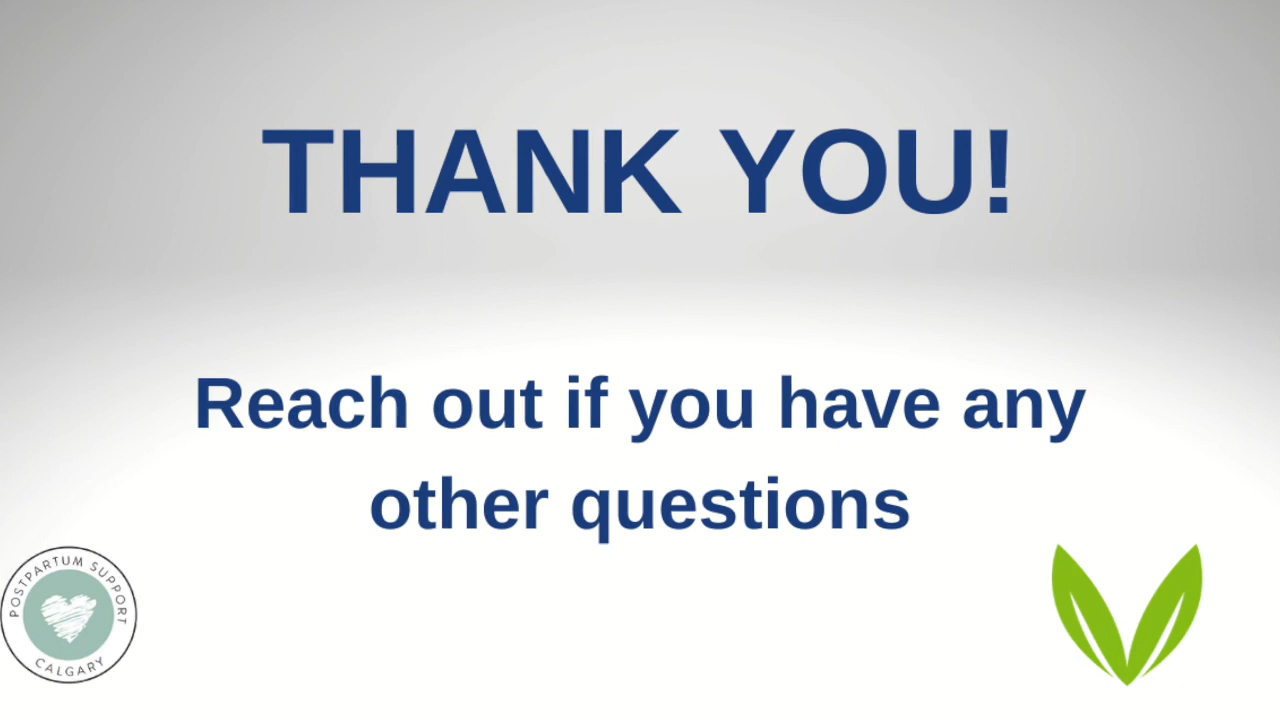 THANK YOU!
Reach out if you have any
other questions
POSTPARTUM SUPPORT
CALGARY